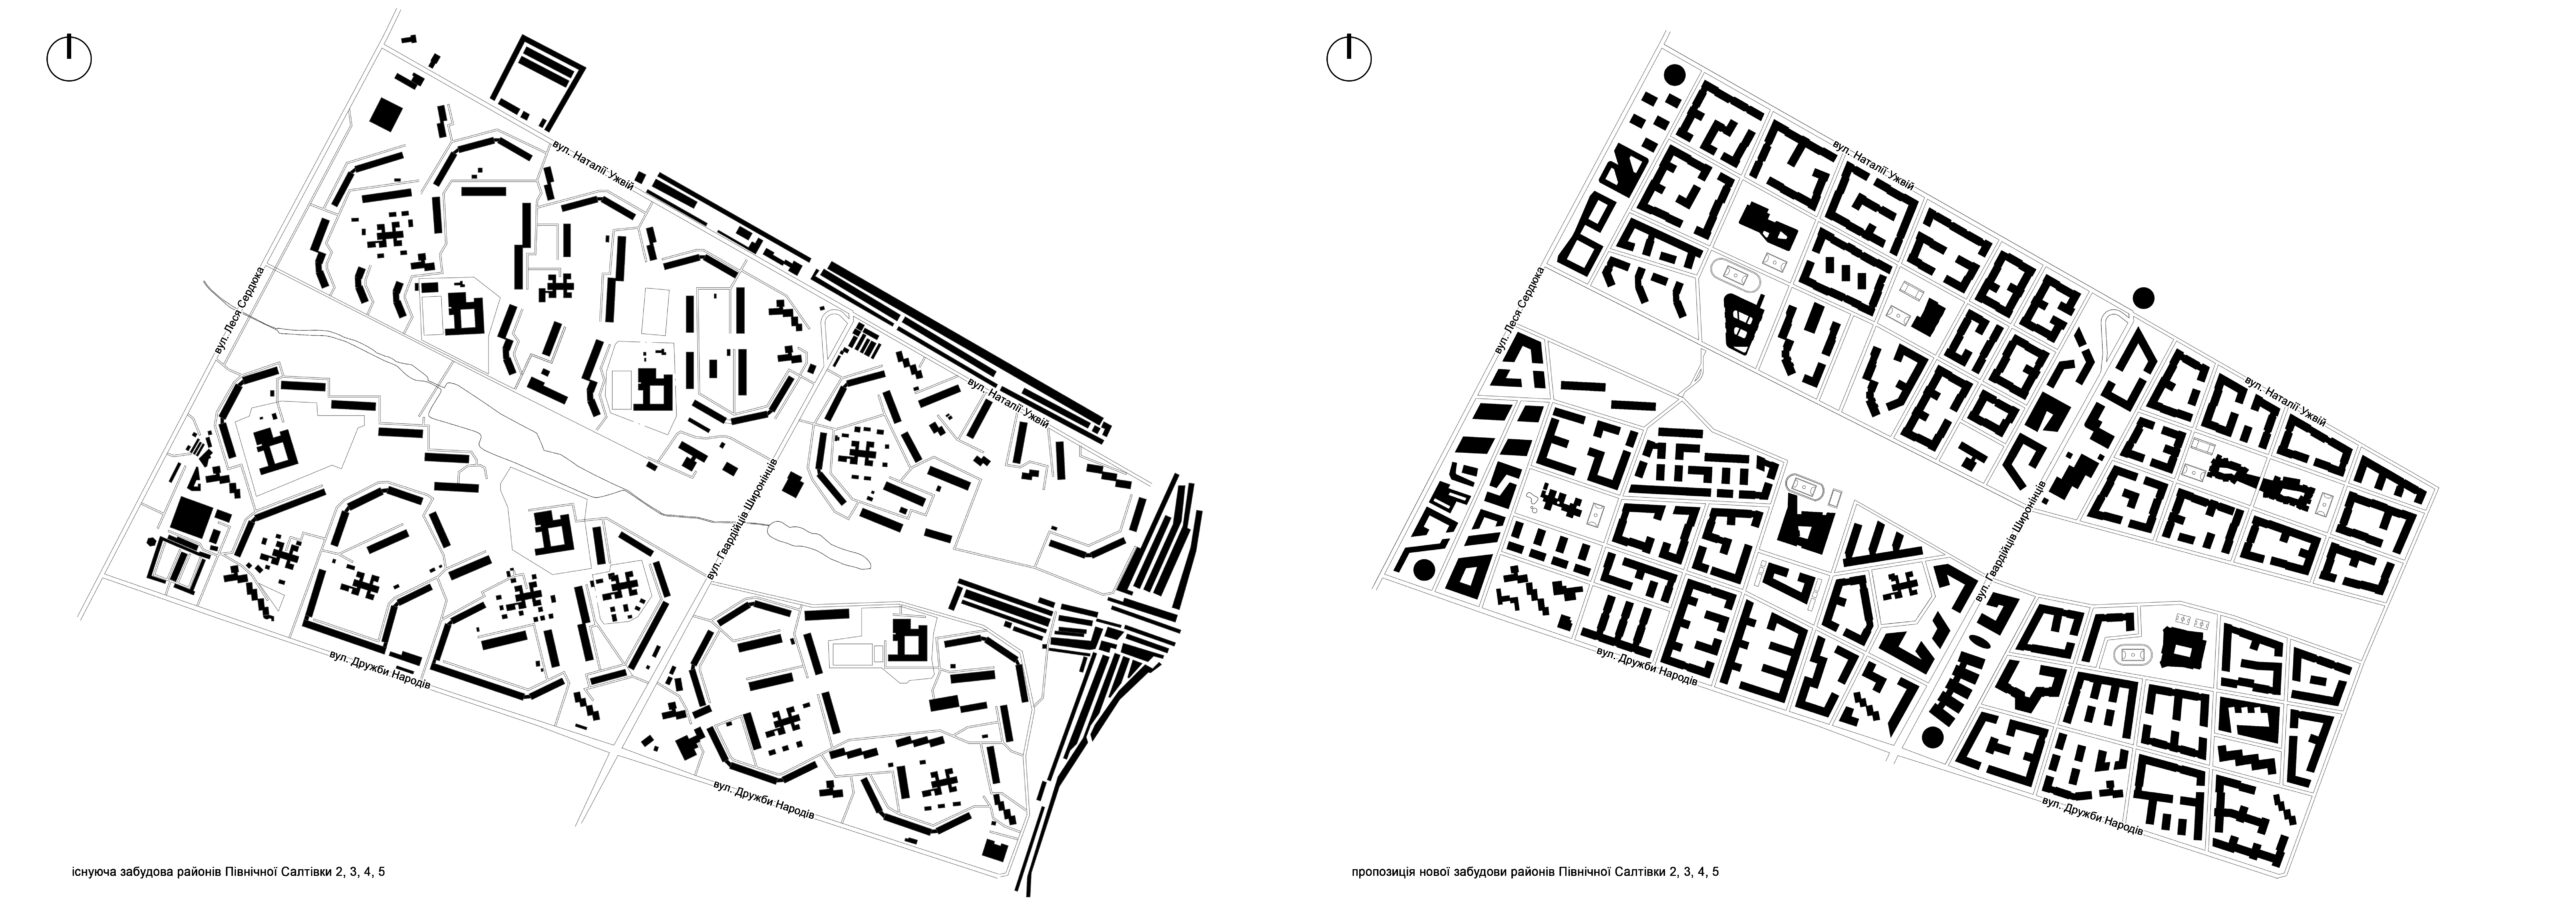 вул. Наталії Ужвій
вул. Леся Сердюка
вул. Наталії Ужвій
вул. Гвардійців Широнінців
вул. Дружби Народів
вул. Дружби Народів
існуюча забудова районів Північної Салтівки 2, 3, 4, 5
вул. Наталії Ужвій
вул. Леся Сердюка
вул. Наталії Ужвій
вул. Гвардійців Широнінців
вул. Дружби Народів
вул. Дружби Народів
пропозиція нової забудови районів Північної Салтівки 2, 3, 4, 5